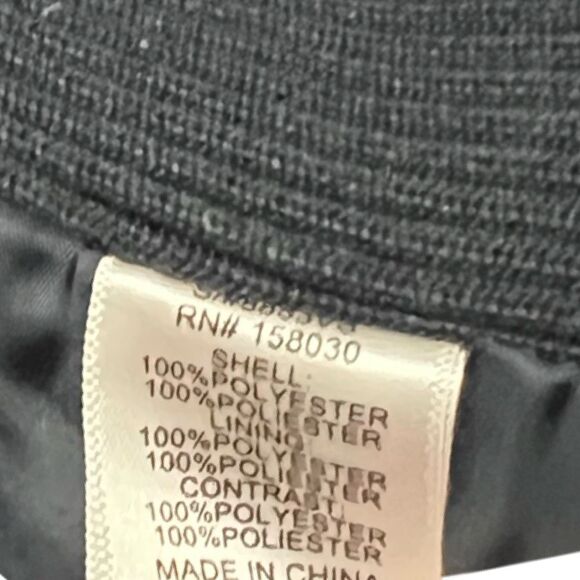 RN# 158030
SHELL:
100%POLYESTER
100%POLIESTER
LINING:
100%POLYESTER
100%POLIESTER
CONTRAST:
100%POLYESTER
100%POLIESTER
MADE IN CHINA